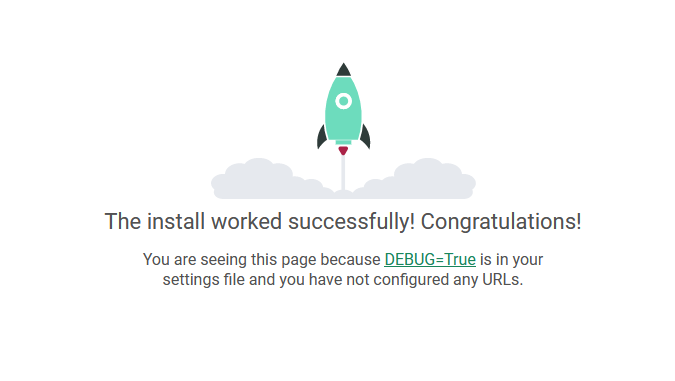 The install worked successfully! Congratulations!
You are seeing this page because DEBUG=True is in your
settings file and you have not configured any URLs.